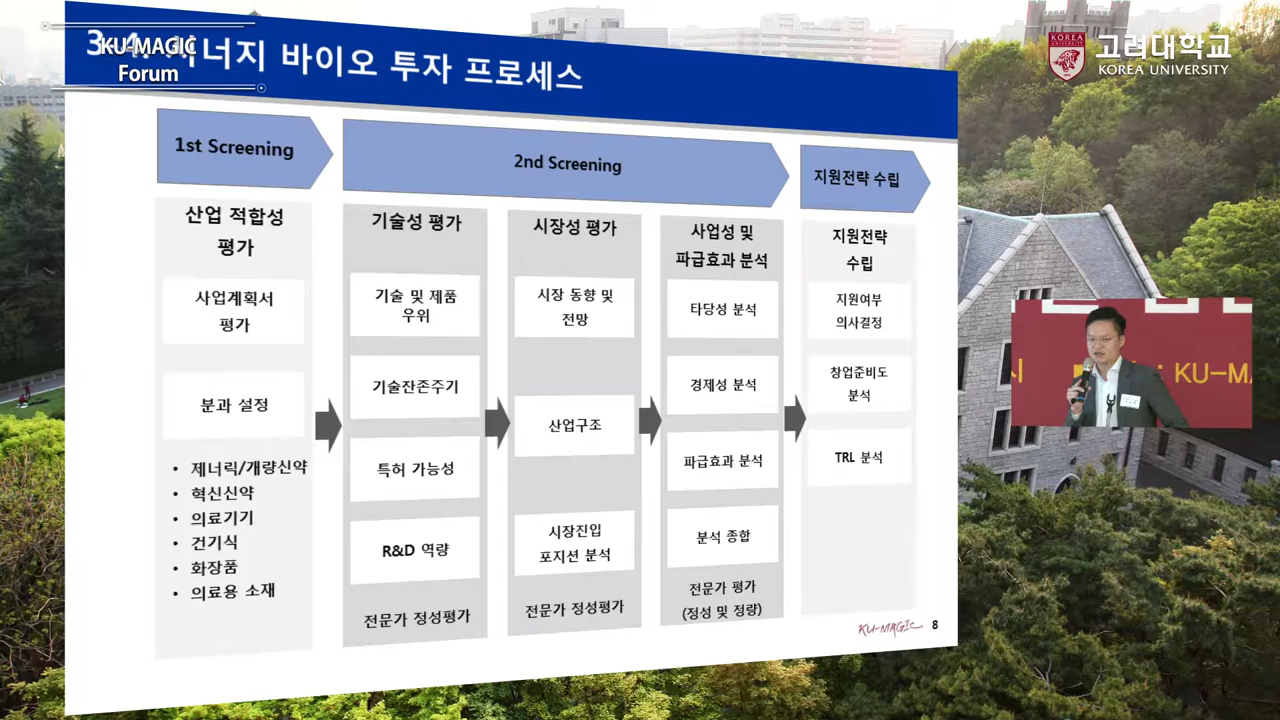 KU-MAGIC
Forum
바이오 투자 프로세스
고려대학교
KOREA UNIVERSITY
KOREA
1st Screening
2nd Screening
지원전략 수립
산업 적합성
평가
사업계획서
평가
분과 설정
• 제너릭/개량신약
• 혁신신약
• 의료기기
• 건기식
• 화장품
• 의료용 소재
기술성 평가
기술 및 제품
우위
기술잔존주기
특허 가능성
R&D 역량
전문가 정성평가
시장성 평가
시장 동향 및
전망
산업구조
시장진입
포지션 분석
전문가 정성평가
사업성 및
파급효과 분석
타당성 분석
경제성 분석
파급효과 분석
분석 종합
전문가 평가
(정성 및 정량)
지원전략
수립
지원여부
의사결정
창업준비도
분석
TRL 분석
KU-MAGIC 8
: KU-MA